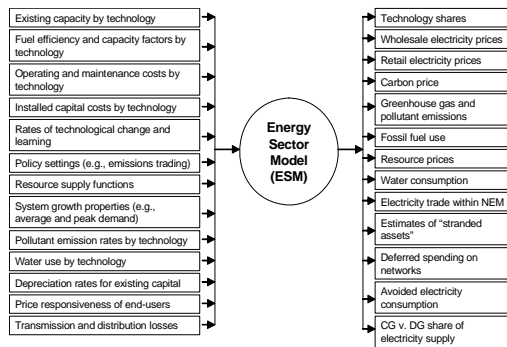 Existing capacity by technology
Fuel efficiency and capacity factors by
technology
Operating and maintenance costs by
technology
Installed capital costs by technology
Rates of technological change and
learning
Policy settings (e.g., emissions trading)
Resource supply functions
System growth properties (e.g.,
average and peak demand)
Pollutant emission rates by technology
Water use by technology
Depreciation rates for existing capital
Price responsiveness of end-users
Transmission and distribution losses
Energy
Sector
Model
(ESM)
Technology shares
Wholesale electricity prices
Retail electricity prices
Carbon price
Greenhouse gas and
pollutant emissions
Fossil fuel use
Resource prices
Water consumption
Electricity trade within NEM
Estimates of “stranded
assets”
Deferred spending on
networks
Avoided electricity
consumption
CG v. DG share of
electricity supply